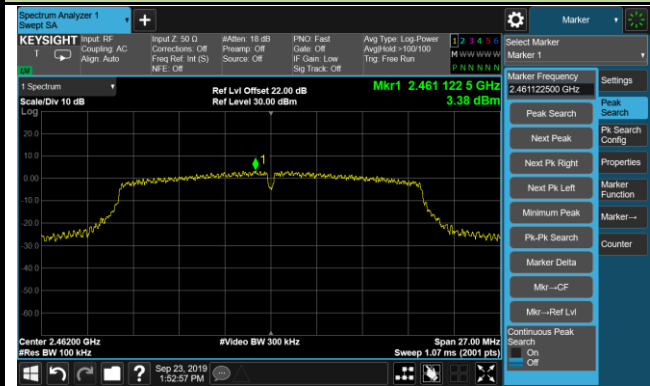 Spectrum Analyzer 1
Swept SA
+
Marker
KEYSIGHT
Input: RF
Coupling: AC
Align: Auto
Input Z: 50 Ω
Corrections: Off
Freq Ref: Int (S)
NFE: Off
#Atten: 18 dB
Preamp: Off
Source: Off
PNO: Fast
Gate: Off
IF Gain: Low
Sig Track: Off
Avg Type: Log-Power
Avg|Hold:>100/100
Trig: Free Run
1 2 3 4 5 6
M W W W W W
P N N N N N
T
LW
Select Marker
Marker 1
1 Spectrum
Scale/Div 10 dB
Log
Ref Lvl Offset 22.00 dB
Ref Level 30.00 dBm
Mkr1 2.461 122 5 GHz
3.38 dBm
20.0
10.0
0.00
-10.0
-20.0
-30.0
-40.0
-50.0
-60.0
1
Center 2.46200 GHz
#Res BW 100 kHz
#Video BW 300 kHz
Span 27.00 MHz
Sweep 1.07 ms (2001 pts)
Marker Frequency
2.461122500 GHz
Peak Search
Next Peak
Next Pk Right
Next Pk Left
Minimum Peak
Pk-Pk Search
Marker Delta
Mkr→CF
Mkr→Ref Lvl
Continuous Peak
Search
On
Off
Settings
Peak
Search
Pk Search
Config
Properties
Marker
Function
Marker→
Counter
?
Sep 23, 2019
1:52:57 PM